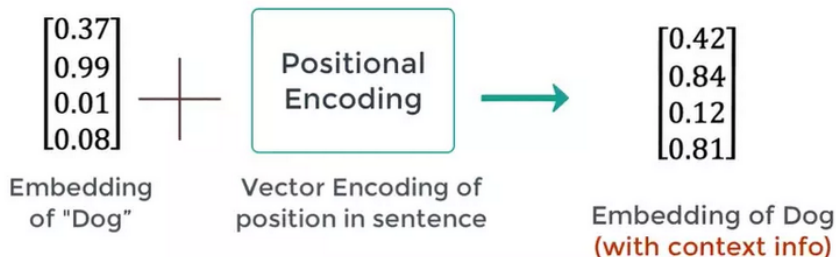 [0.37]
0.99
0.01
0.08
Embedding
of "Dog”
+
Positional
Encoding
Vector Encoding of
position in sentence
0.42
0.84
0.12
0.81
Embedding of Dog
(with context info)